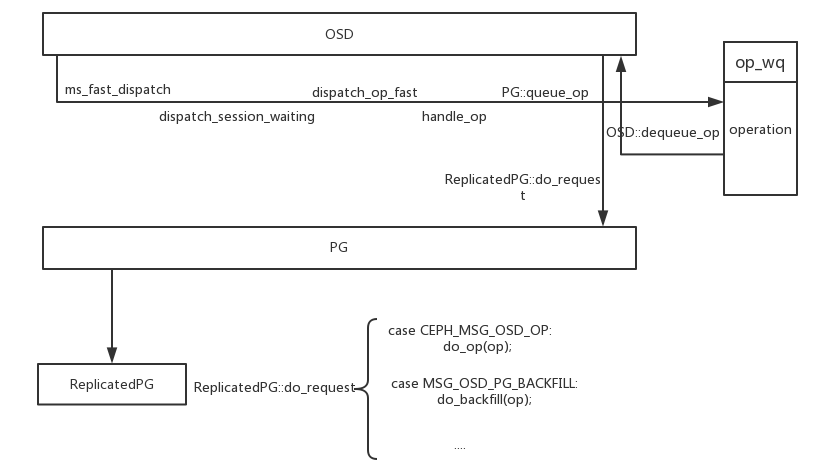 OSD
op_wq
ms_fast_dispatch
dispatch_op_fast
PG::queue_op
dispatch_session_waiting
handle_op
operation
OSD::dequeue_op
ReplicatedPG::do_reques
t
PG
case CEPH_MSG_OSD_OP:
do_op(op);
ReplicatedPG
ReplicatedPG::do_request
case MSG_OSD_PG_BACKFILL:
do_backfill(op);
....